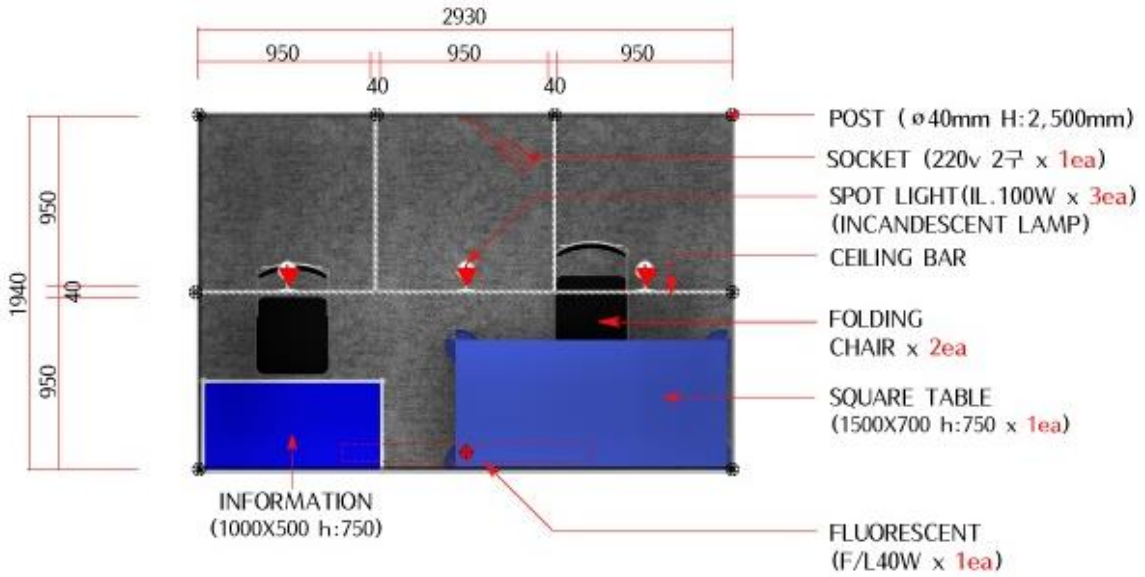 2930
950
950
950
40
40
POST (ø40mm H:2,500mm)
SOCKET (220v 2구 x 1ea)
SPOT LIGHT(IL.100W x 3ea)
(INCANDESCENT LAMP)
CEILING BAR
950
1940
40
950
FOLDING
CHAIR x 2ea
SQUARE TABLE
(1500X700 h:750 x 1ea)
INFORMATION
(1000X500 h:750)
FLUORESCENT
(F/L40W x 1ea)